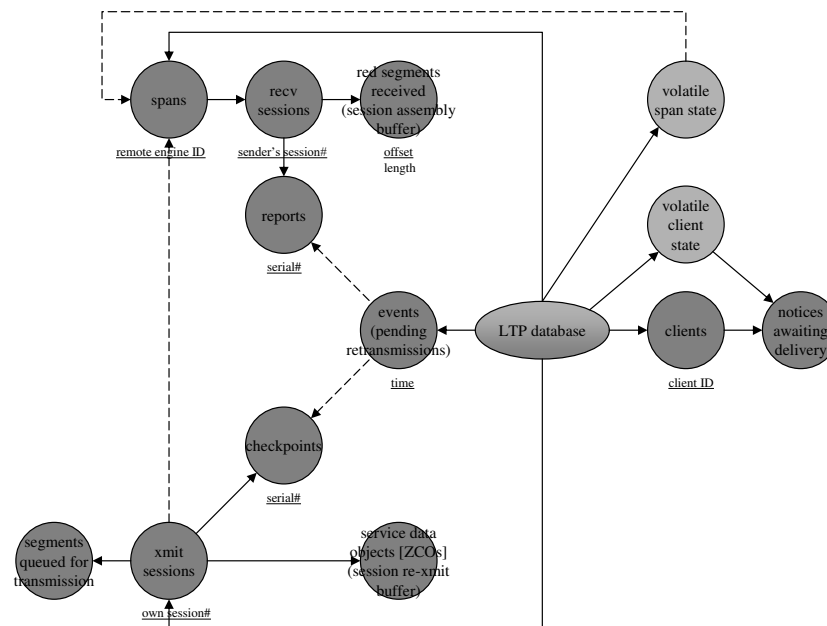 spans
remote engine ID
recv
sessions
sender's session#
red segments
received
(session assembly
buffer)
offset
length
volatile
span state
reports
serial#
volatile
client
state
events
(pending
retransmissions)
time
LTP database
clients
client ID
notices
awaiting
delivery
checkpoints
serial#
segments
queued for
transmission
xmit
sessions
own session#
service data
objects [ZCOs]
(session re-xmit
buffer)